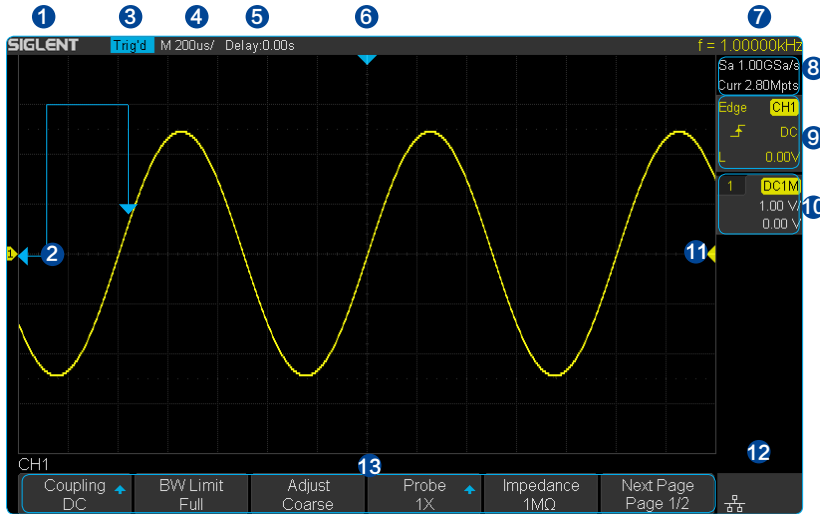 1 3 4 5 6 7
SIGLENT Trig'd M 200us/ Delay:0.00s f = 1.00000kHz
Sa 1.00GSa/s 8
Curr 2.80Mpts
Edge CH1
DC 9
L 0.00V
1 DC1M
1.00 V/ 10
0.00 V
1 2 11
12
CH1 13
Coupling BW Limit Adjust Probe Impedance Next Page
DC Full Coarse 1X 1MΩ Page 1/2